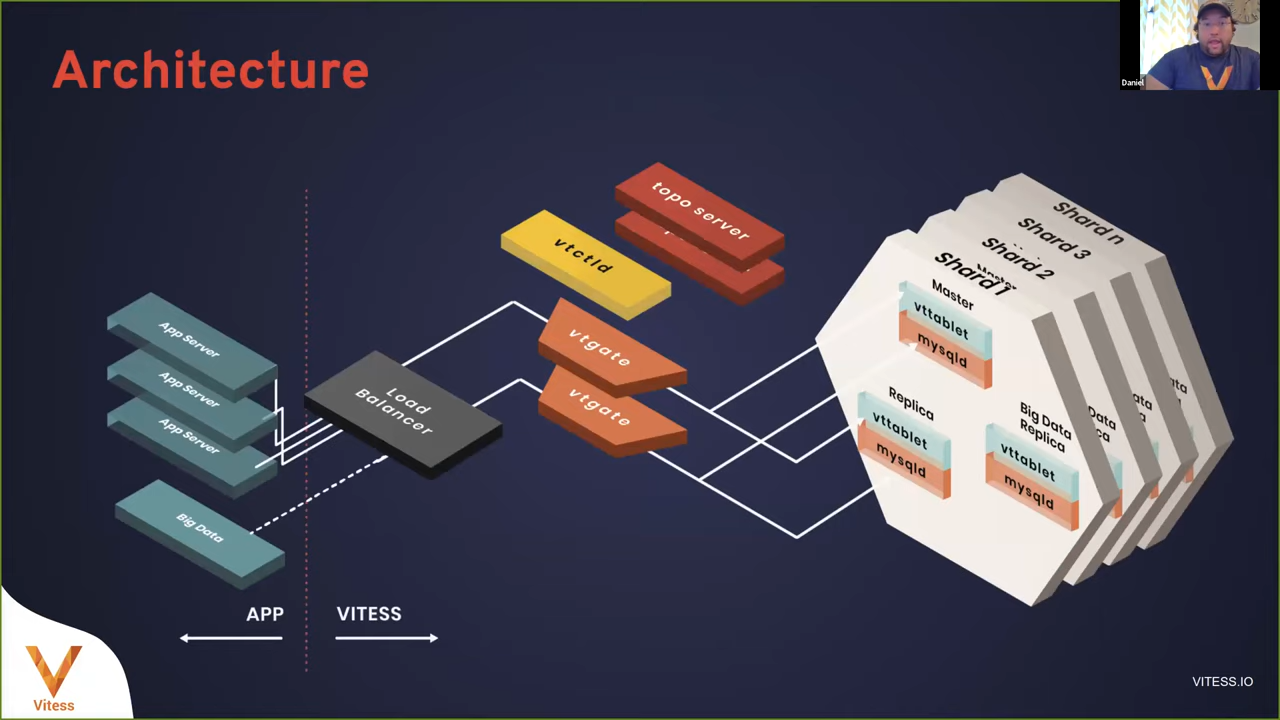 Architecture
Daniel
topo server
vtctld
Shard n
Shard 3
Shard 2
Master
Shard 1
Master
vttablet
mysqld
App Server
App Server
App Server
Load
Balancer
vtgate
vtgate
Replica
vttablet
mysqld
Big Data
Replica
vttablet
mysqld
Big Data
APP
VITESS
Vitess
VITESS.IO